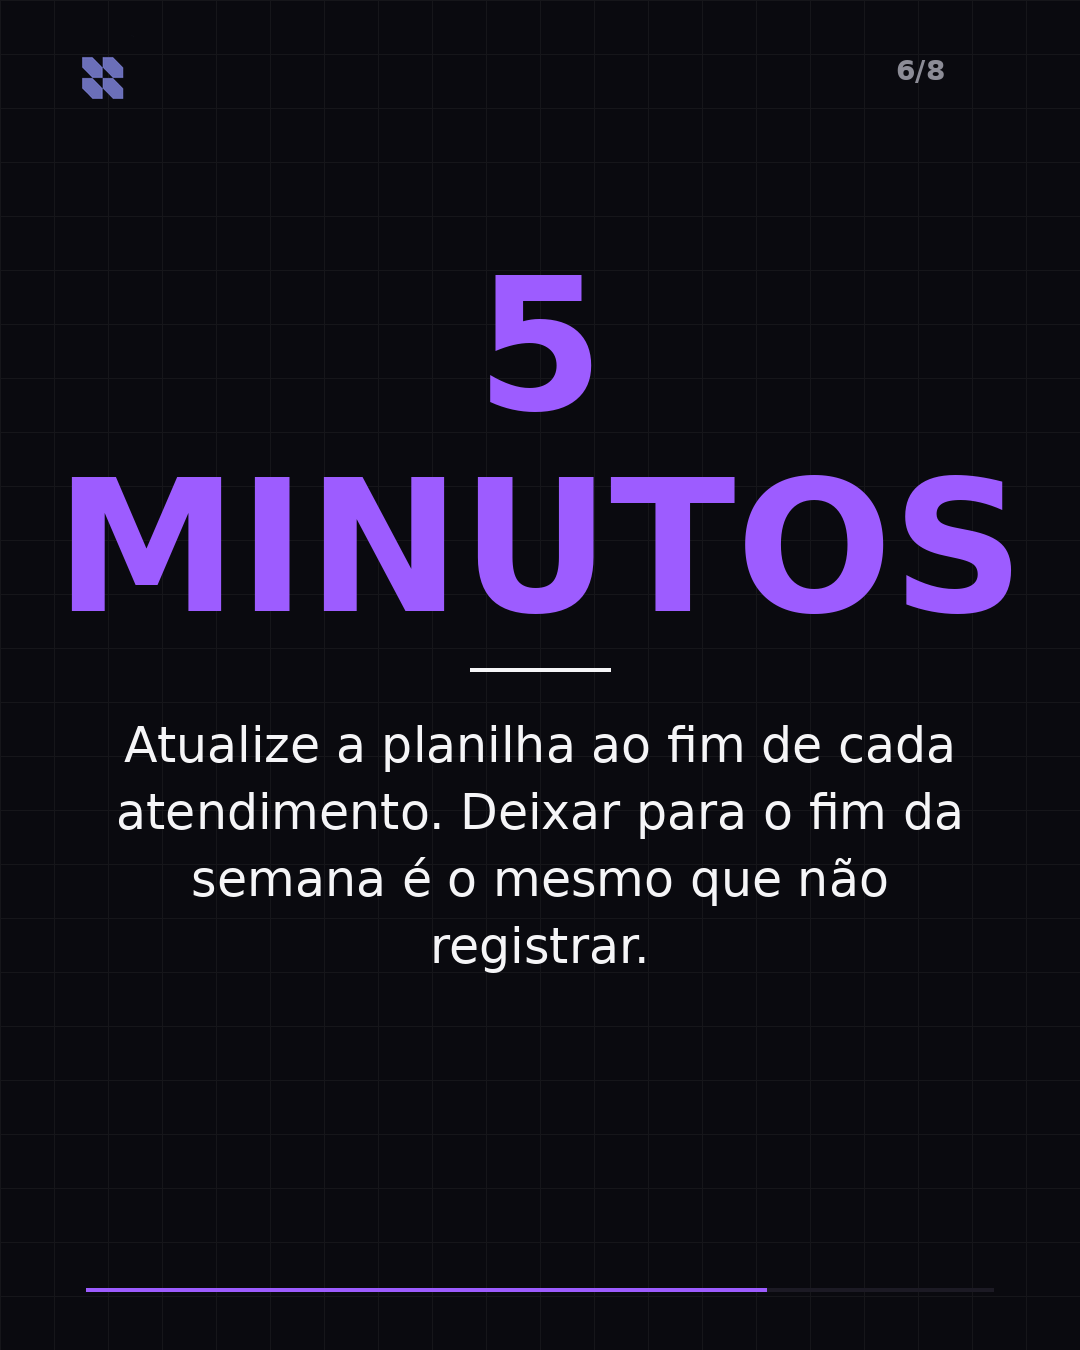 6/8
5
MINUTOS
Atualize a planilha ao fim de cada
atendimento. Deixar para o fim da
semana é o mesmo que não
registrar.